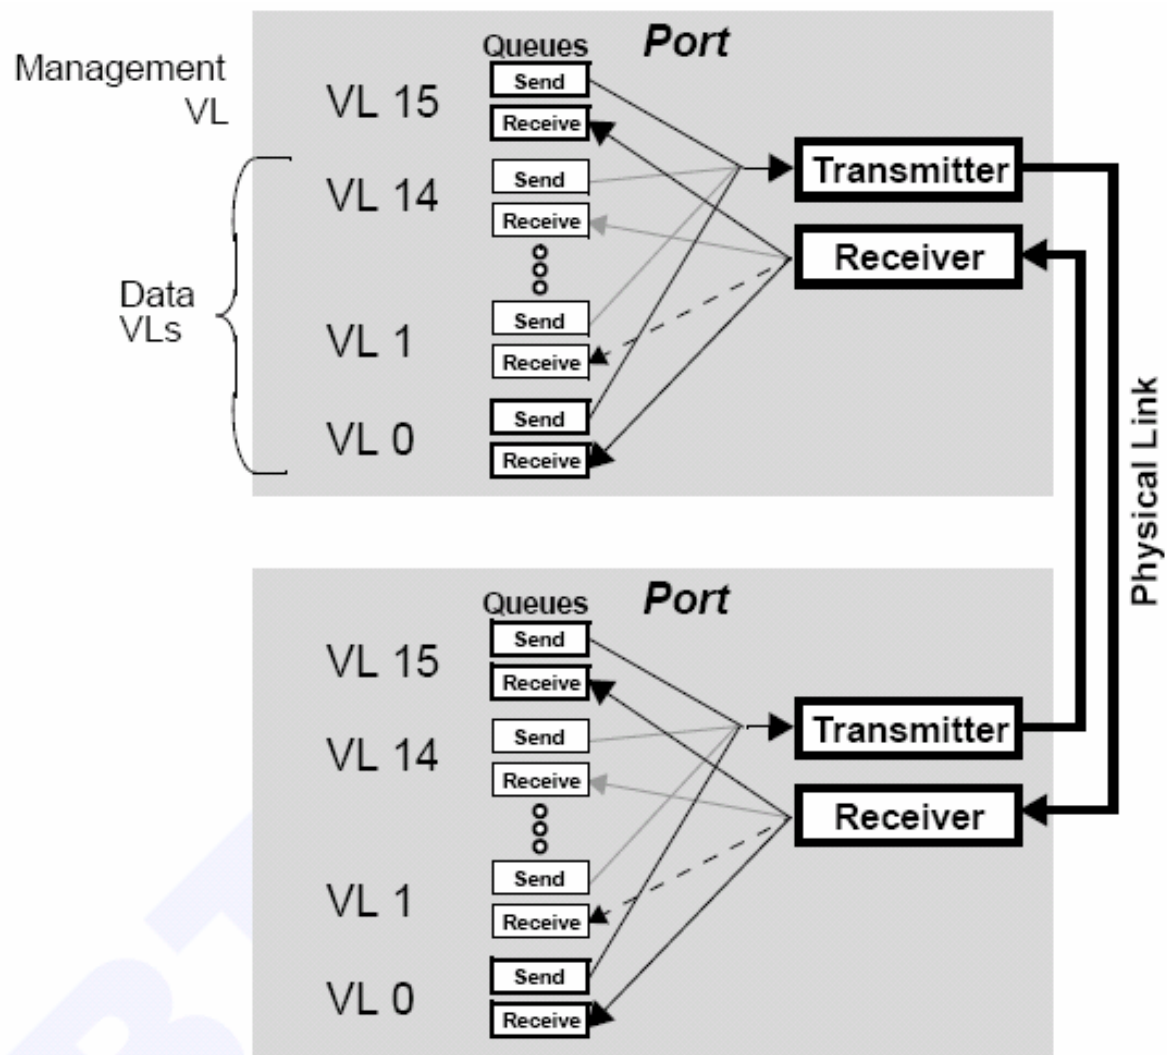 Queues
Port
Management
VL
VL 15
Send
Receive
VL 14
Send
Receive
Data
VLs
VL 1
Send
Receive
VL 0
Send
Receive
Transmitter
Receiver
Physical Link
Queues
Port
VL 15
Send
Receive
VL 14
Send
Receive
VL 1
Send
Receive
VL 0
Send
Receive
Transmitter
Receiver